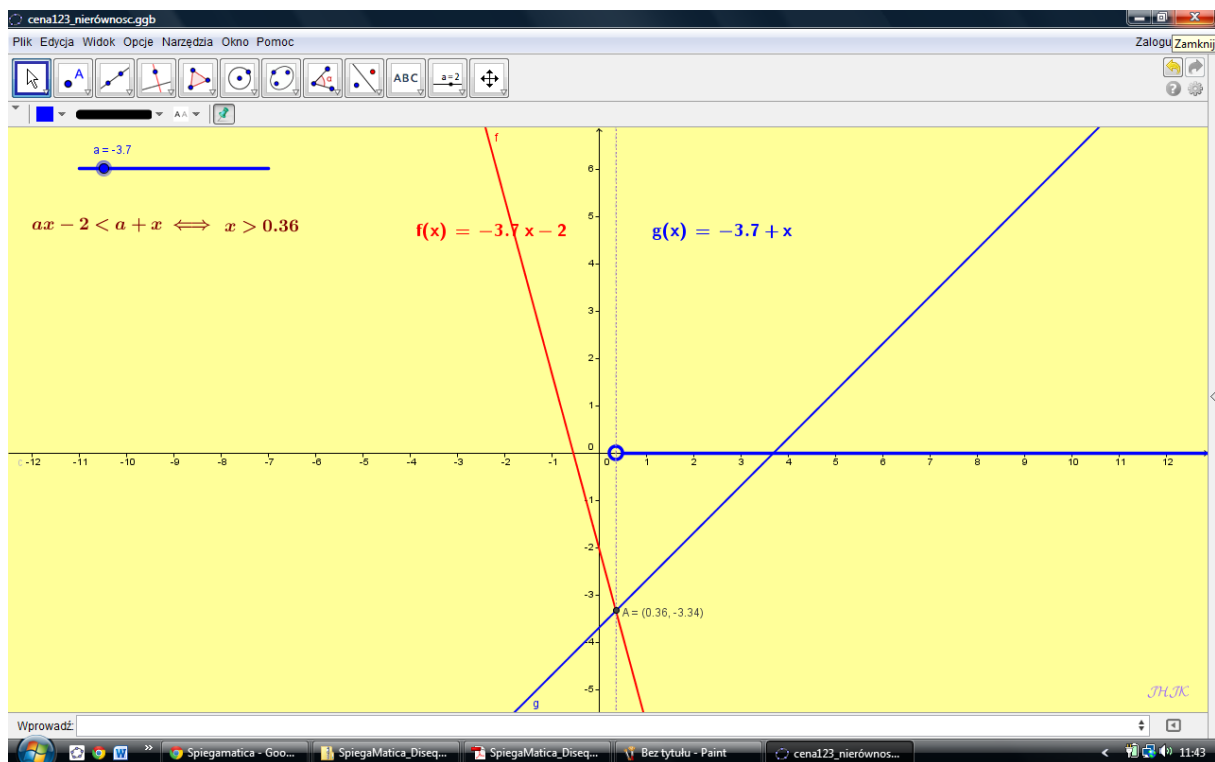 cena123_nierównosc.ggb
Plik Edycja Widok Opcje Narzędzia Okno Pomoc
Zalogu
Zamknij
A
α
ABC
a=2
A A
a = -3.7
ax − 2 < a + x ⟺ x > 0.36
f(x) = −3.7 x − 2
g(x) = −3.7 + x
f
6
5
4
3
2
1
0
-12 -11 -10 -9 -8 -7 -6 -5 -4 -3 -2 -1 0 1 2 3 4 5 6 7 8 9 10 11 12
-1
-2
-3
A = (0.36, -3.34)
-4
-5
g
JH.JK.
Wprowadź:
Spiegamatica - Goo...
SpiegaMatica_Diseq...
SpiegaMatica_Diseq...
Bez tytułu - Paint
cena123_nierównos...
11:43